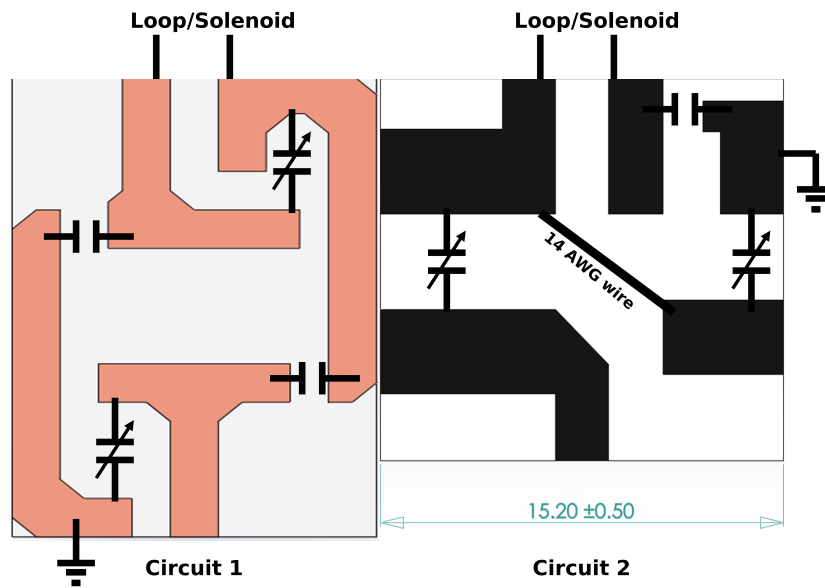 Loop/Solenoid
Loop/Solenoid
14 AWG wire
15.20 ±0.50
Circuit 1
Circuit 2